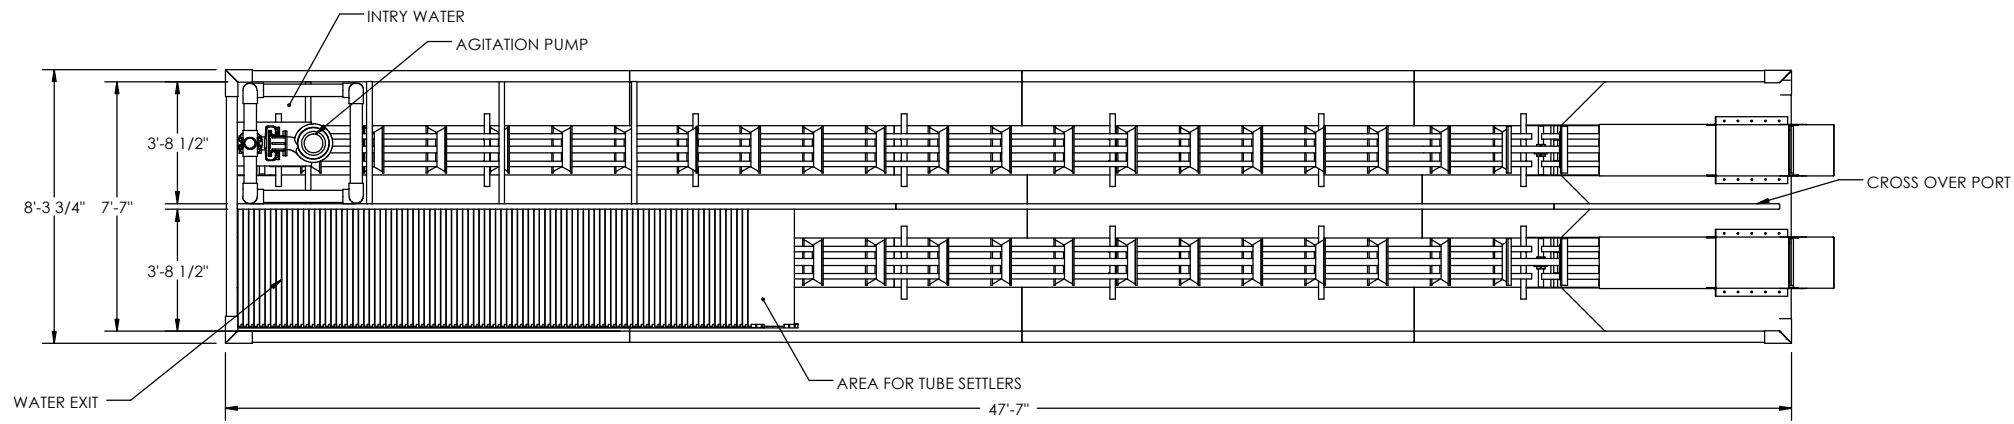 INTRY WATER
AGITATION PUMP
3'-8 1/2"
8'-3 3/4" 7'-7"
CROSS OVER PORT
3'-8 1/2"
AREA FOR TUBE SETTLERS
WATER EXIT
47'-7"